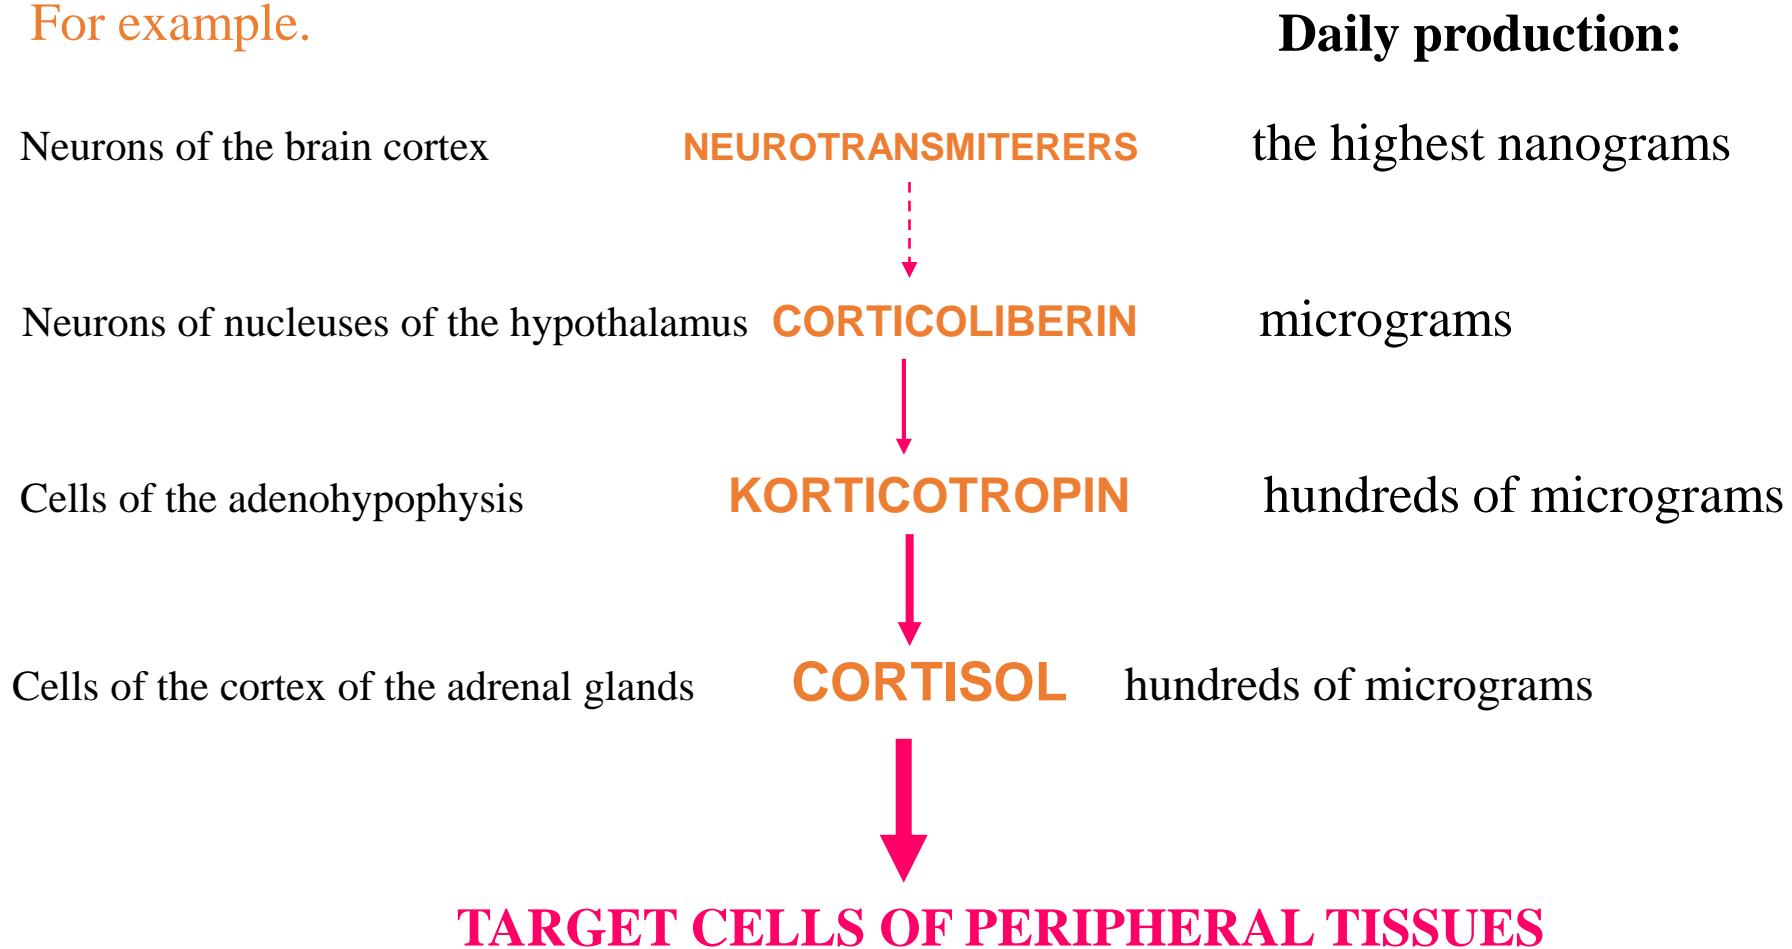 For example.
Daily production:
Neurons of the brain cortex NEUROTRANSMITERERS the highest nanograms
Neurons of nucleuses of the hypothalamus CORTICOLIBERIN micrograms
Cells of the adenohypophysis KORTICOTROPIN hundreds of micrograms
Cells of the cortex of the adrenal glands CORTISOL hundreds of micrograms
TARGET CELLS OF PERIPHERAL TISSUES